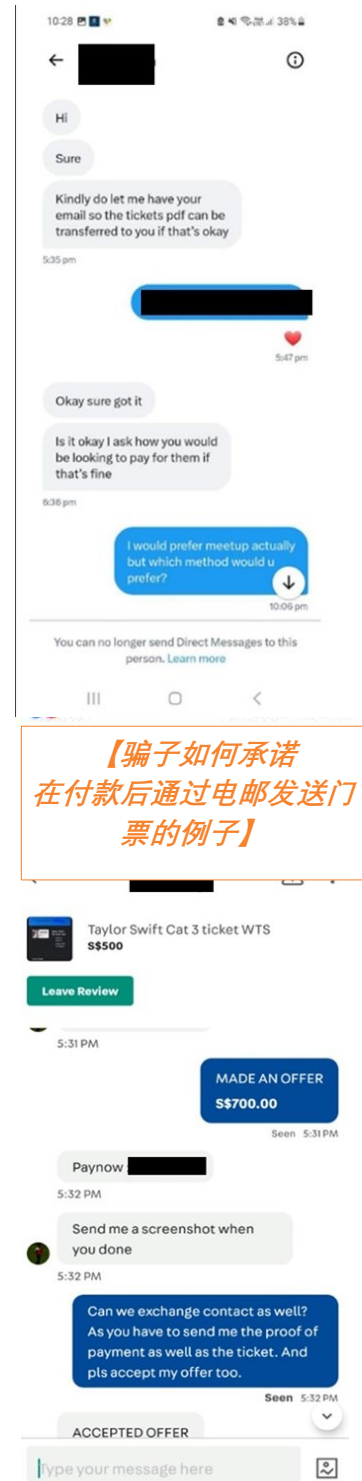 10:28
38%
Hi
Sure
Kindly do let me have your
email so the tickets pdf can be
transferred to you if that's okay
5:35 pm
5:47 pm
Okay sure got it
Is it okay I ask how you would
be looking to pay for them if
that's fine
6:36 pm
I would prefer meetup actually
but which method would u
prefer?
10:06 pm
You can no longer send Direct Messages to this
person. Learn more
【骗子如何承诺
在付款后通过电邮发送门
票的例子】
Taylor Swift Cat 3 ticket WTS
S$500
Leave Review
5:31 PM
MADE AN OFFER
S$700.00
Seen 5:31 PM
Paynow :
5:32 PM
Send me a screenshot when
you done
5:32 PM
Can we exchange contact as well?
As you have to send me the proof of
payment as well as the ticket. And
pls accept my offer too.
Seen 5:32 PM
ACCEPTED OFFER
Type your message here